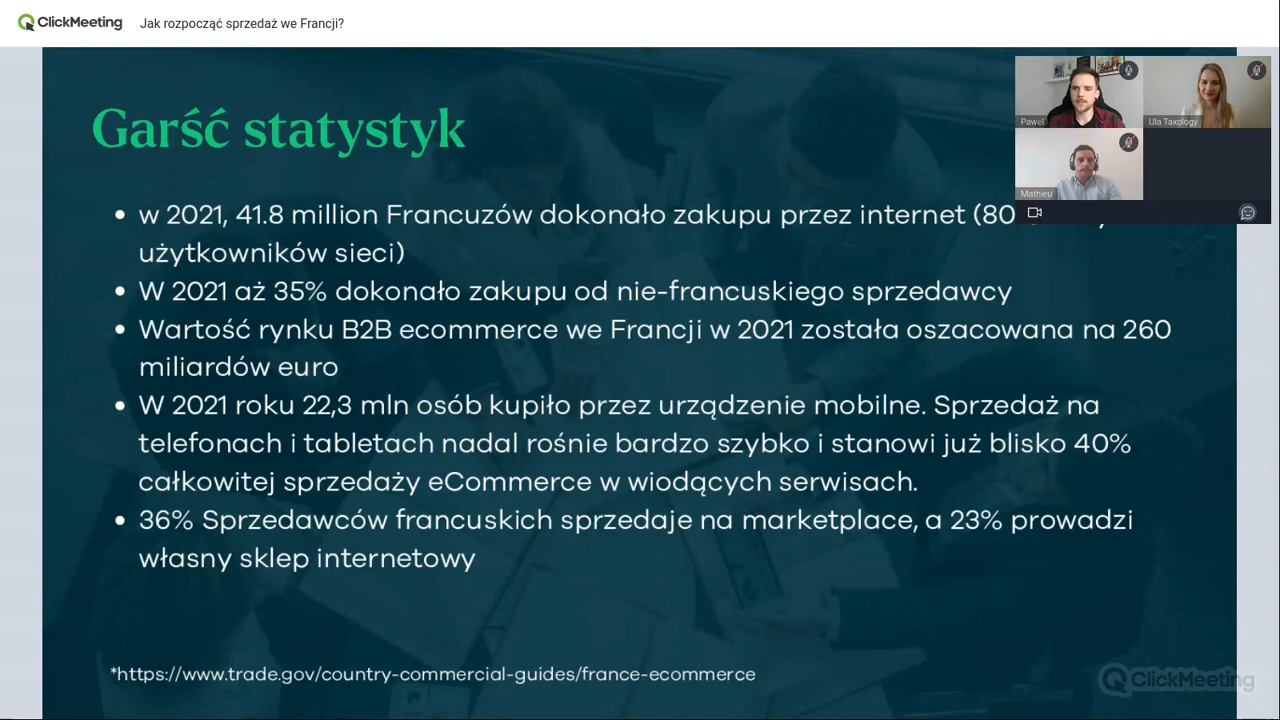 ClickMeeting Jak rozpocząć sprzedaż we Francji?
Garść statystyk
Paweł
Ula Taxology
Mathieu
• w 2021, 41.8 million Francuzów dokonało zakupu przez internet (80
użytkowników sieci)
• W 2021 aż 35% dokonało zakupu od nie-francuskiego sprzedawcy
• Wartość rynku B2B ecommerce we Francji w 2021 została oszacowana na 260
miliardów euro
• W 2021 roku 22,3 mln osób kupiło przez urządzenie mobilne. Sprzedaż na
telefonach i tabletach nadal rośnie bardzo szybko i stanowi już blisko 40%
całkowitej sprzedaży eCommerce w wiodących serwisach.
• 36% Sprzedawców francuskich sprzedaje na marketplace, a 23% prowadzi
własny sklep internetowy
*https://www.trade.gov/country-commercial-guides/france-ecommerce
ClickMeeting